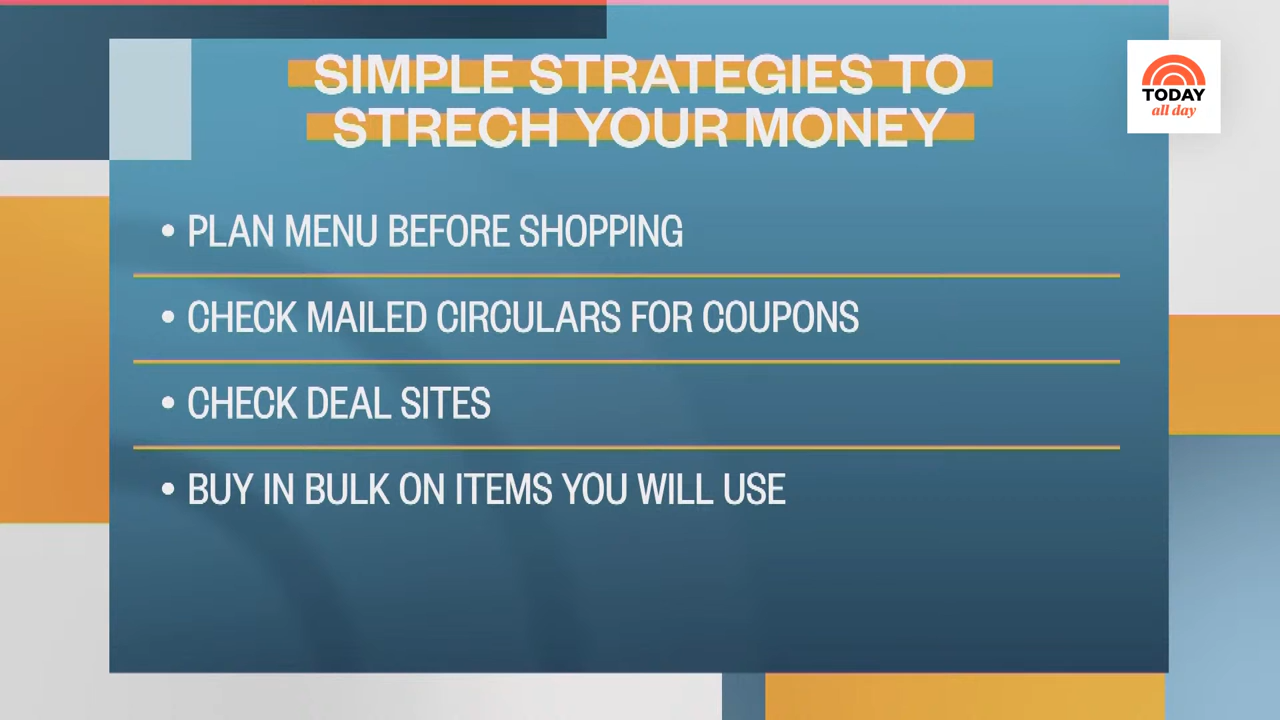 SIMPLE STRATEGIES TO
STRECH YOUR MONEY
TODAY
all day
• PLAN MENU BEFORE SHOPPING
• CHECK MAILED CIRCULARS FOR COUPONS
• CHECK DEAL SITES
• BUY IN BULK ON ITEMS YOU WILL USE